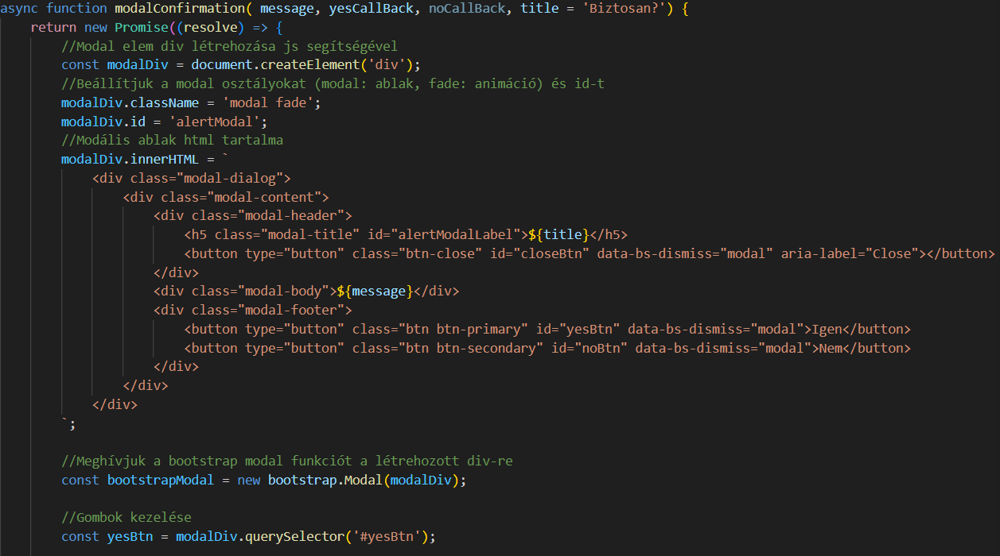 async function modalConfirmation( message, yesCallBack, noCallBack, title = 'Biztosan?') {
    return new Promise((resolve) => {
        //Modal elem div létrehozása js segítségével
        const modalDiv = document.createElement('div');
        //Beállítjuk a modal osztályokat (modal: ablak, fade: animáció) és id-t
        modalDiv.className = 'modal fade';
        modalDiv.id = 'alertModal';
        //Modális ablak html tartalma
        modalDiv.innerHTML = `
            <div class="modal-dialog">
                <div class="modal-content">
                    <div class="modal-header">
                        <h5 class="modal-title" id="alertModalLabel">${title}</h5>
                        <button type="button" class="btn-close" id="closeBtn" data-bs-dismiss="modal" aria-label="Close"></button>
                    </div>
                    <div class="modal-body">${message}</div>
                    <div class="modal-footer">
                        <button type="button" class="btn btn-primary" id="yesBtn" data-bs-dismiss="modal">Igen</button>
                        <button type="button" class="btn btn-secondary" id="noBtn" data-bs-dismiss="modal">Nem</button>
                    </div>
                </div>
            </div>
        `;

        //Meghívjuk a bootstrap modal funkciót a létrehozott div-re
        const bootstrapModal = new bootstrap.Modal(modalDiv);

        //Gombok kezelése
        const yesBtn = modalDiv.querySelector('#yesBtn');